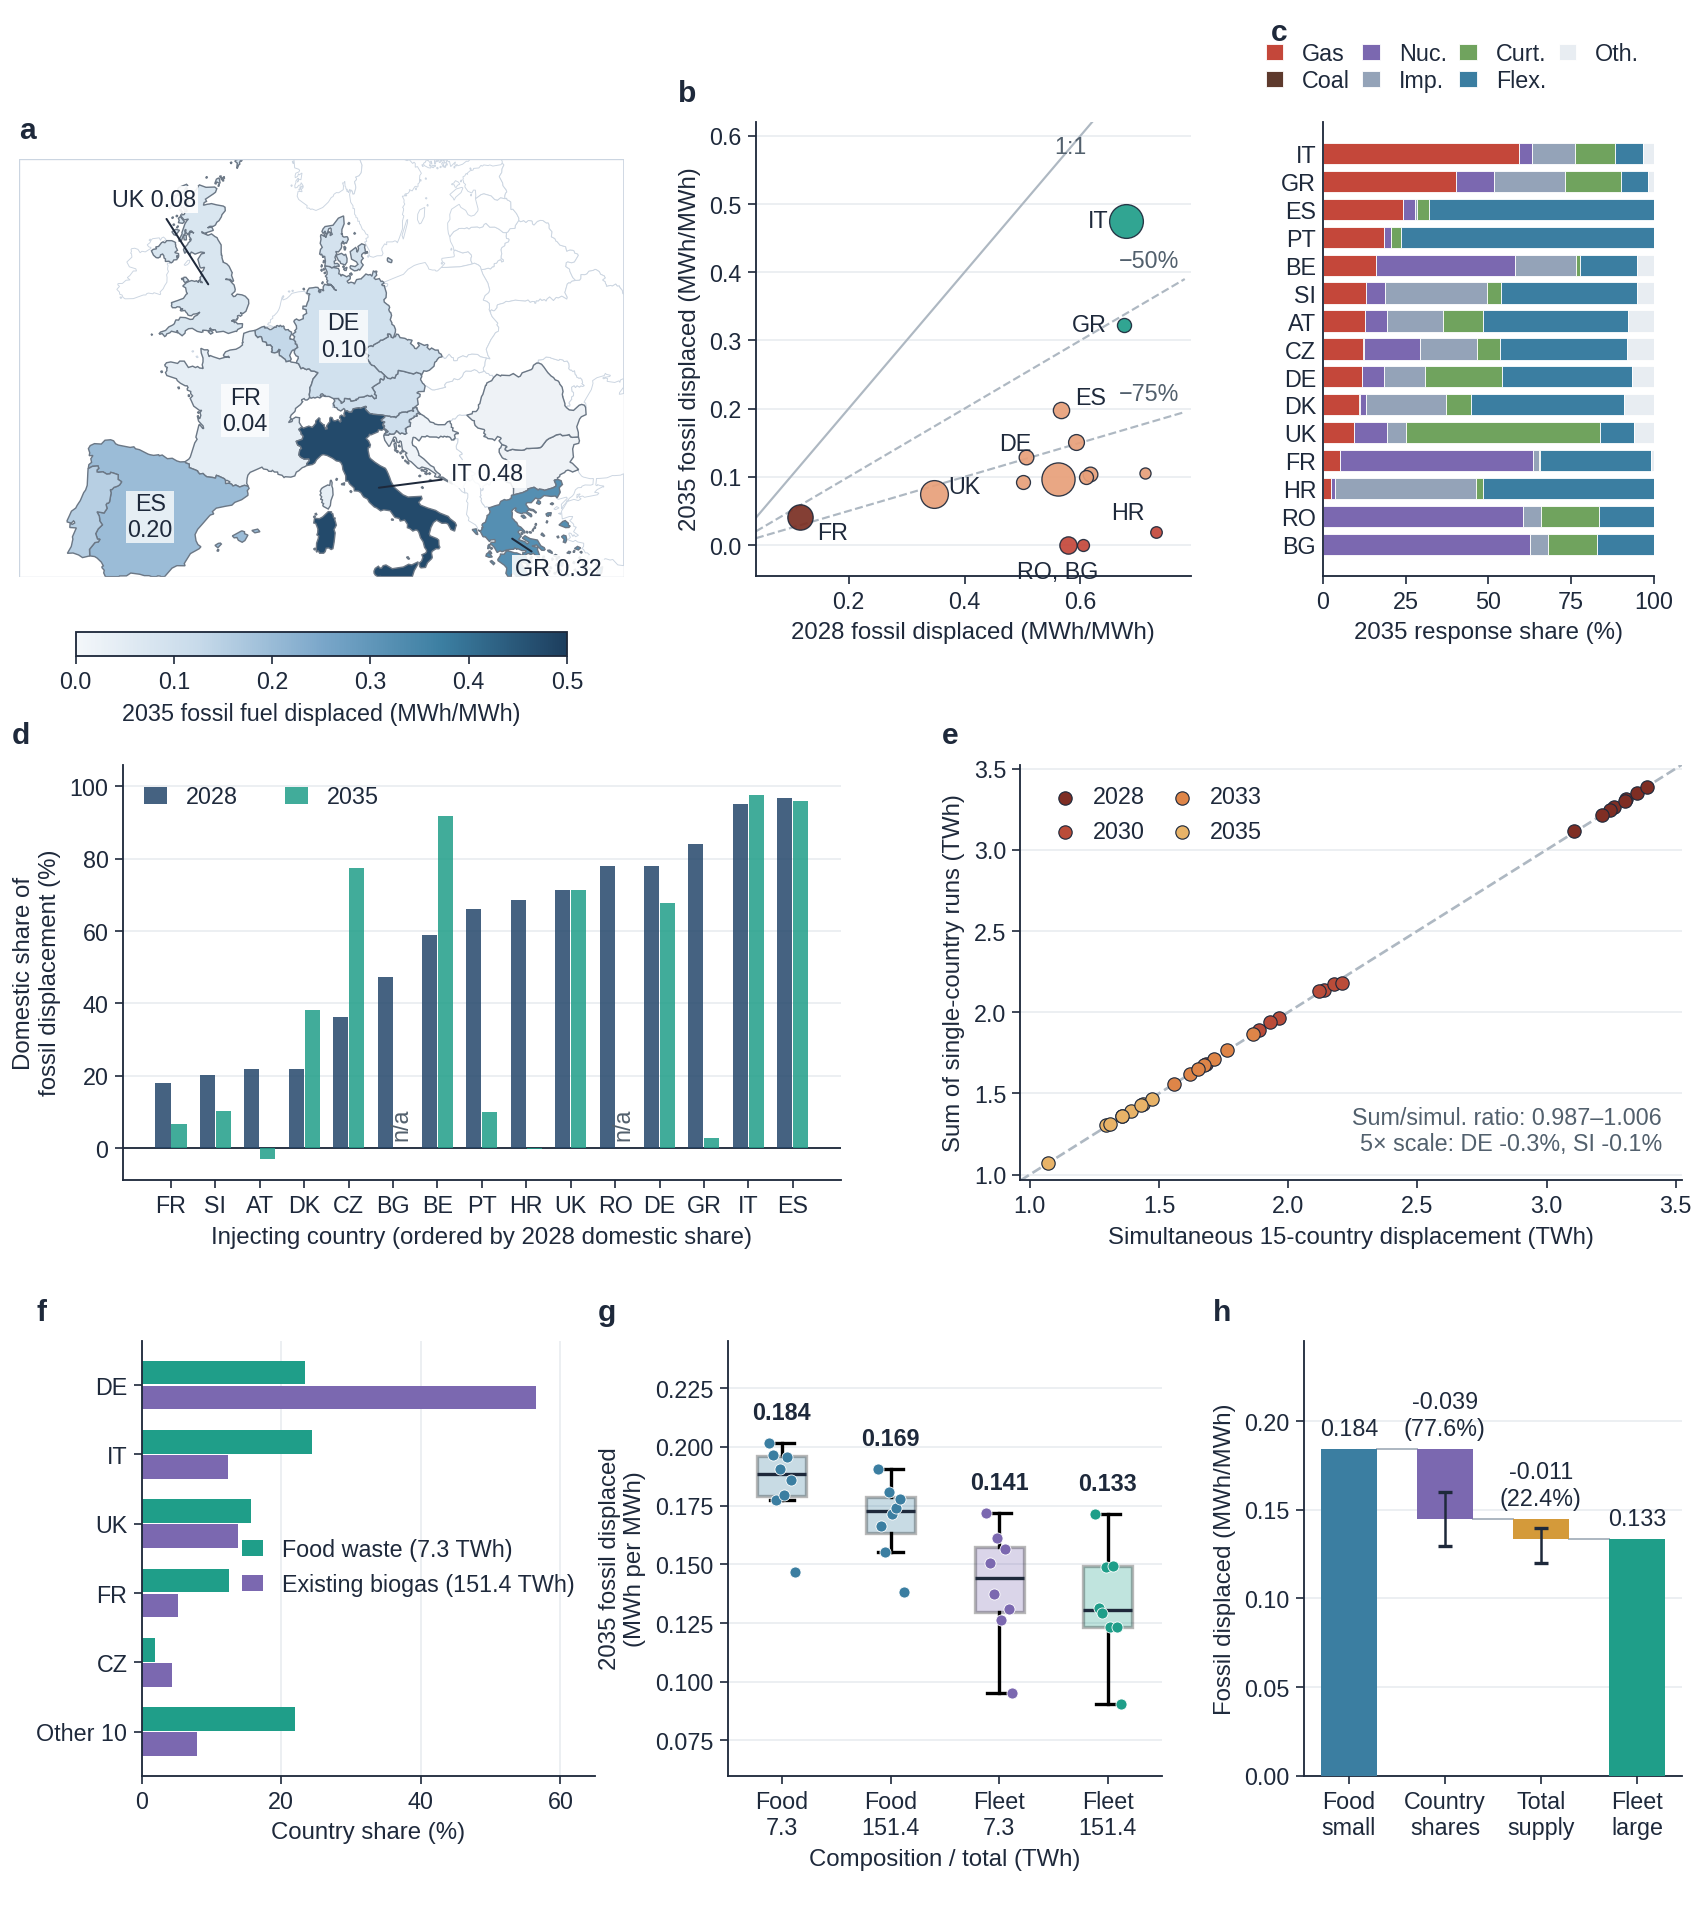 a
UK 0.08
DE
0.10
FR
0.04
IT 0.48
ES
0.20
GR 0.32
0.0 0.1 0.2 0.3 0.4 0.5
2035 fossil fuel displaced (MWh/MWh)
b
2035 fossil displaced (MWh/MWh)
0.6
0.5
0.4
0.3
0.2
0.1
0.0
1:1
IT
−50%
GR
ES
−75%
DE
UK
HR
FR
RO, BG
0.2 0.4 0.6
2028 fossil displaced (MWh/MWh)
c
Gas Nuc. Curt. Oth.
Coal Imp. Flex.
IT
GR
ES
PT
BE
SI
AT
CZ
DE
DK
UK
FR
HR
RO
BG
0 25 50 75 100
2035 response share (%)
d
Domestic share of
fossil displacement (%)
100
80
60
40
20
0
2028 2035
n/a n/a
FR SI AT DK CZ BG BE PT HR UK RO DE GR IT ES
Injecting country (ordered by 2028 domestic share)
e
Sum of single-country runs (TWh)
3.5
3.0
2.5
2.0
1.5
1.0
2028 2033
2030 2035
Sum/simul. ratio: 0.987–1.006
5× scale: DE -0.3%, SI -0.1%
1.0 1.5 2.0 2.5 3.0 3.5
Simultaneous 15-country displacement (TWh)
f
DE
IT
UK
FR
CZ
Other 10
Food waste (7.3 TWh)
Existing biogas (151.4 TWh)
0 20 40 60
Country share (%)
g
2035 fossil displaced
(MWh per MWh)
0.225
0.200
0.175
0.150
0.125
0.100
0.075
0.184
0.169
0.141
0.133
Food Food Fleet Fleet
7.3 151.4 7.3 151.4
Composition / total (TWh)
h
Fossil displaced (MWh/MWh)
0.20
0.15
0.10
0.05
0.00
0.184
-0.039
(77.6%)
-0.011
(22.4%)
0.133
Food Country Total Fleet
small shares supply large